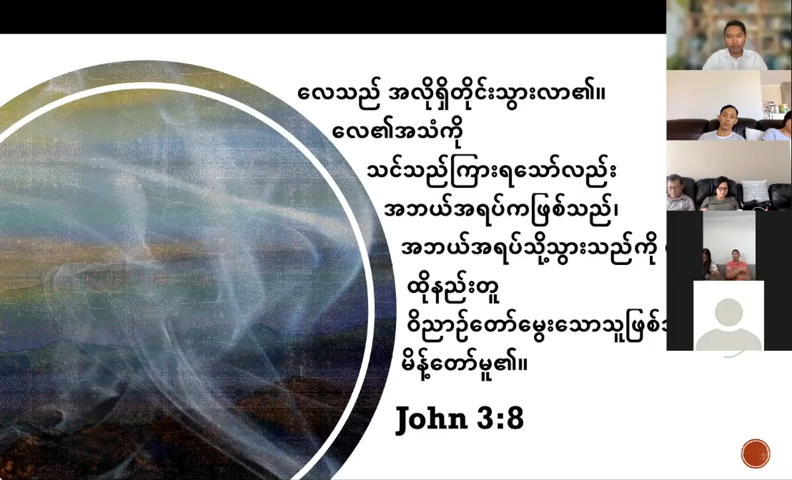 လေသည် အလိုရှိတိုင်းသွားလာ၏။
လေ၏အသံကို
သင်သည်ကြားရသော်လည်း
အဘယ်အရပ်ကဖြစ်သည်၊
အဘယ်အရပ်သို့သွားသည်ကို
ထိုနည်းတူ
ဝိညာဉ်တော်မွေးသောသူဖြစ်
မိန့်တော်မူ၏။
John 3:8